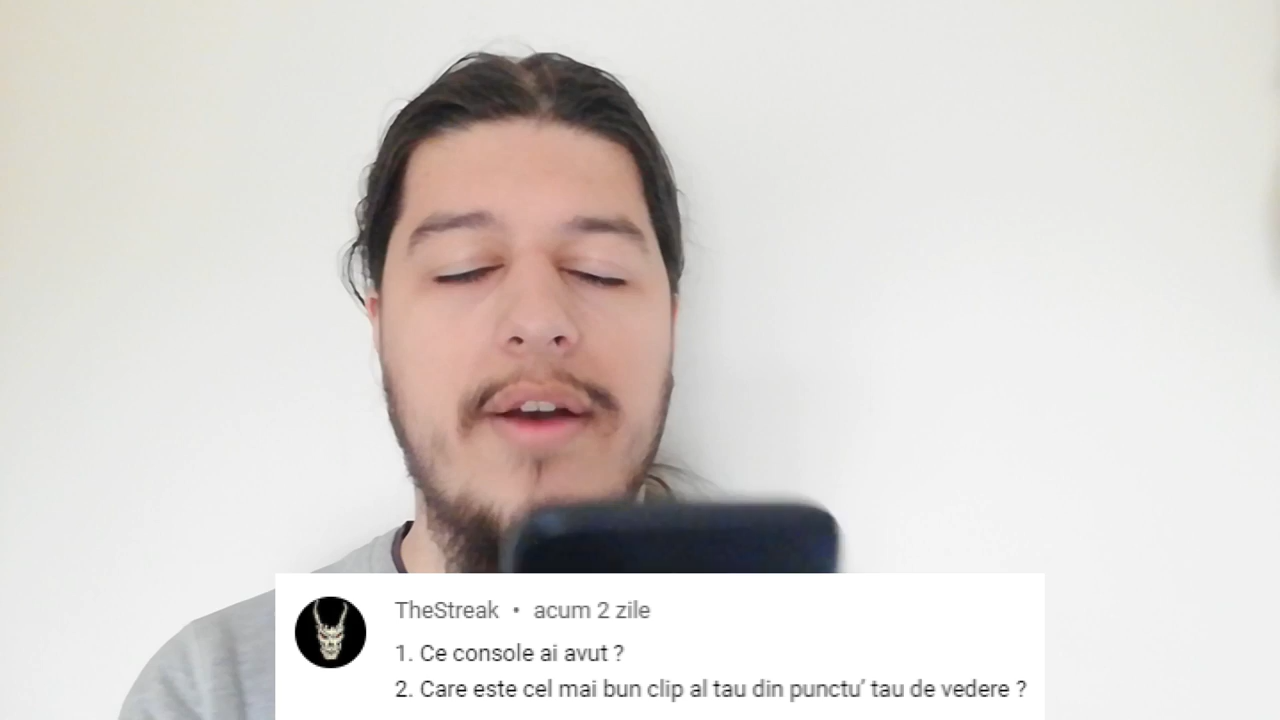 TheStreak • acum 2 zile
1. Ce console ai avut ?
2. Care este cel mai bun clip al tau din punctu’ tau de vedere ?